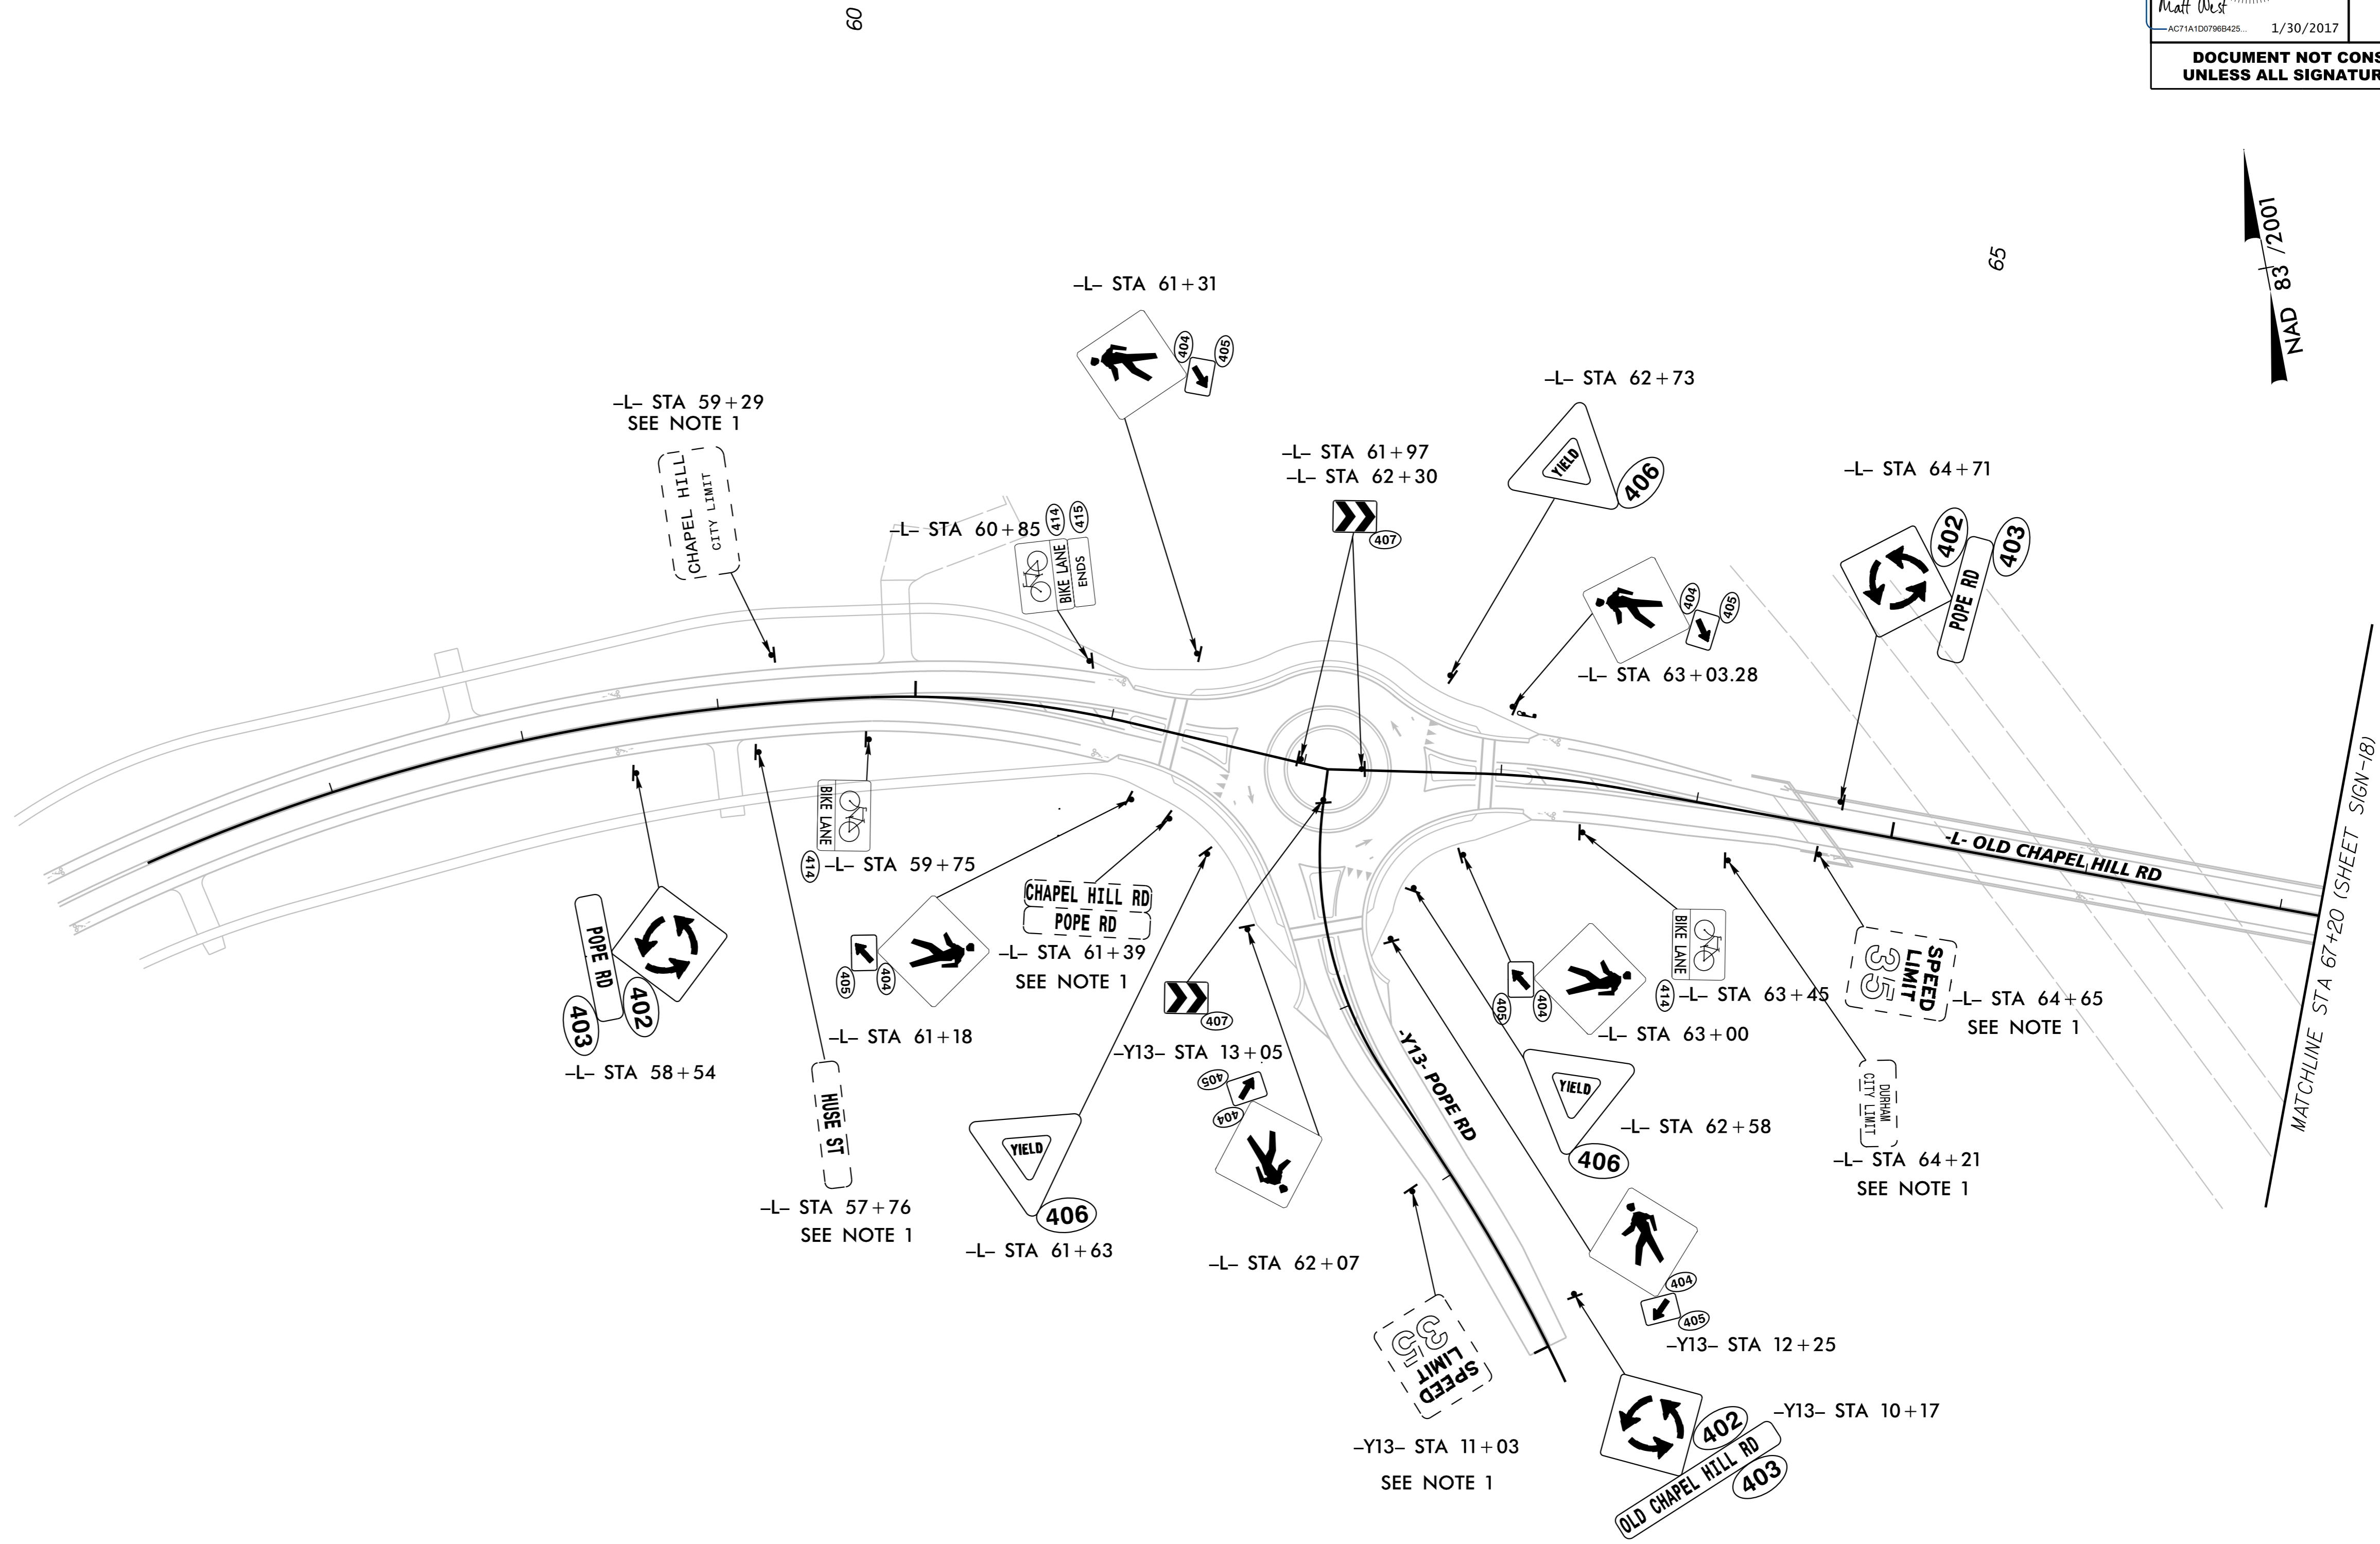 Matt West
AC71A1D0796B425...
1/30/2017
DOCUMENT NOT CONS
UNLESS ALL SIGNATUR
60
65
NAD 83 /2001
–L– STA 61+31
404
405
–L– STA 59+29
SEE NOTE 1
CHAPEL HILL
CITY LIMIT
–L– STA 60+85
414
415
BIKE LANE
ENDS
–L– STA 61+97
–L– STA 62+30
407
–L– STA 62+73
YIELD
406
404
405
–L– STA 63+03.28
–L– STA 64+71
402
403
POPE RD
-L- OLD CHAPEL HILL RD
MATCHLINE STA 67+20 (SHEET SIGN-18)
POPE RD
403
402
–L– STA 58+54
HUSE ST
–L– STA 57+76
SEE NOTE 1
BIKE LANE
414
–L– STA 59+75
405
404
–L– STA 61+18
CHAPEL HILL RD
POPE RD
–L– STA 61+39
SEE NOTE 1
YIELD
406
–L– STA 61+63
407
–Y13– STA 13+05
405
404
–L– STA 62+07
-Y13- POPE RD
405
404
–L– STA 63+00
BIKE LANE
414
–L– STA 63+45
SPEED
LIMIT
35
–L– STA 64+65
SEE NOTE 1
DURHAM
CITY LIMIT
–L– STA 64+21
SEE NOTE 1
YIELD
406
–L– STA 62+58
404
405
–Y13– STA 12+25
SPEED
LIMIT
35
–Y13– STA 11+03
SEE NOTE 1
402
–Y13– STA 10+17
OLD CHAPEL HILL RD
403